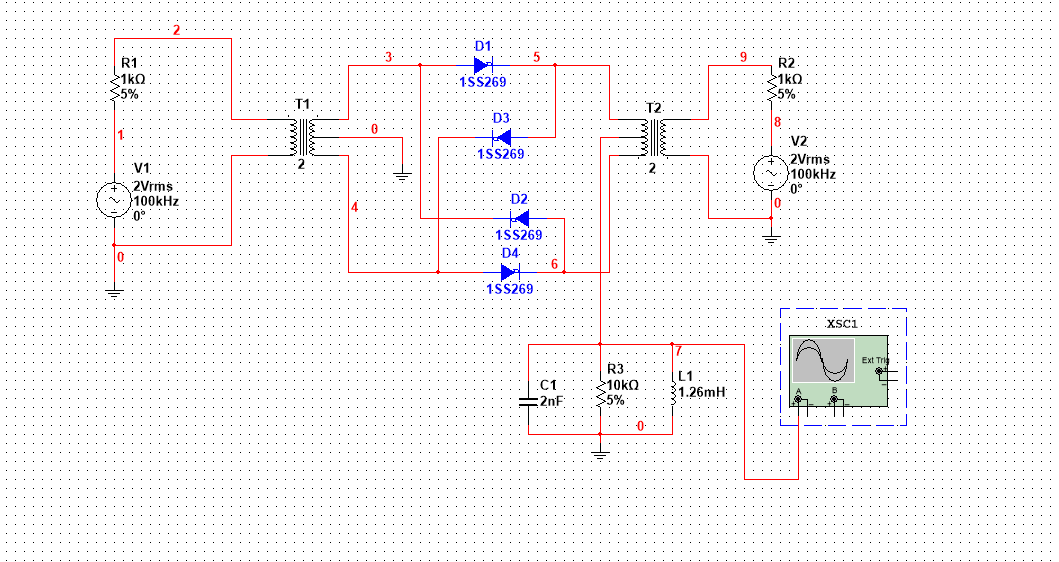 2
R1
1kΩ
5%
1
V1
2Vrms
100kHz
0°
0
T1
2
3
0
4
D1
1SS269
5
D3
1SS269
D2
1SS269
D4
1SS269
6
T2
2
9
R2
1kΩ
5%
8
V2
2Vrms
100kHz
0°
0
7
C1
2nF
R3
10kΩ
5%
L1
1.26mH
0
XSC1
Ext Trig
+
_
A
B
+ _
+ _